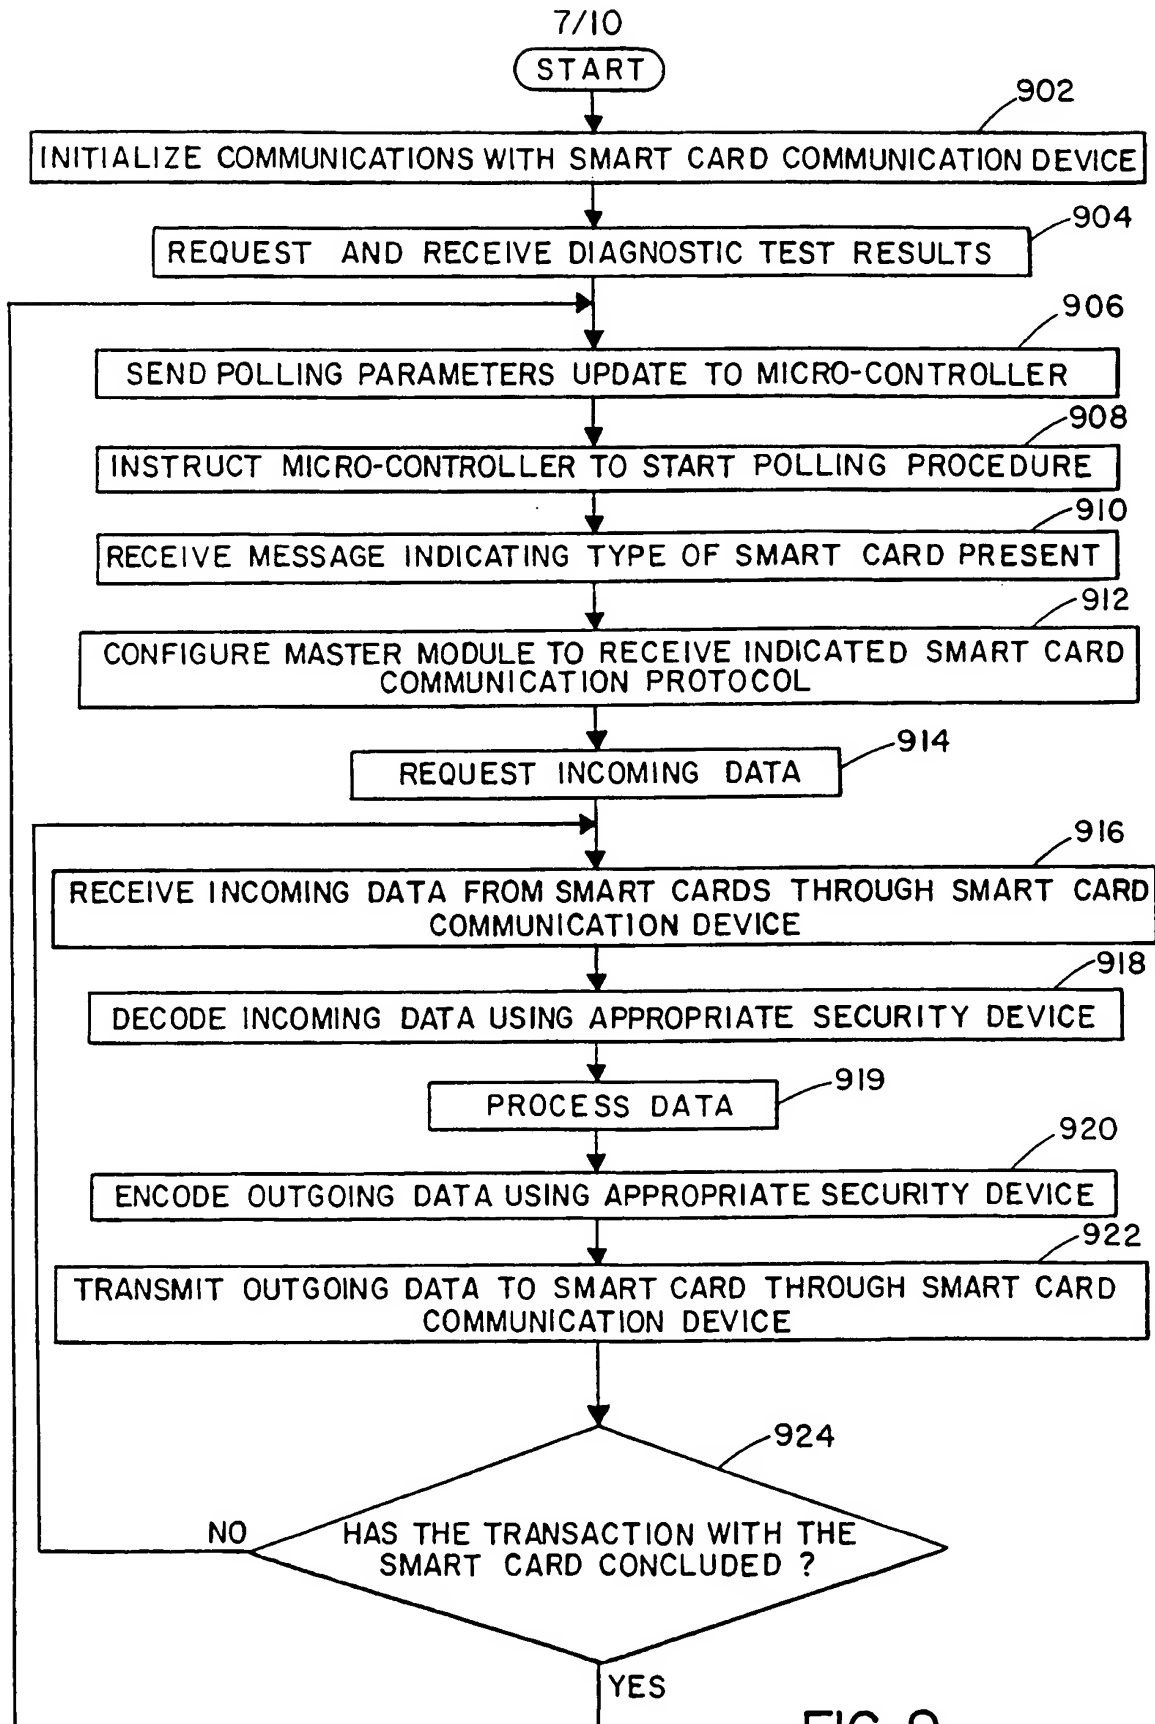 7/10
START
902
INITIALIZE COMMUNICATIONS WITH SMART CARD COMMUNICATION DEVICE
904
REQUEST AND RECEIVE DIAGNOSTIC TEST RESULTS
906
SEND POLLING PARAMETERS UPDATE TO MICRO-CONTROLLER
908
INSTRUCT MICRO-CONTROLLER TO START POLLING PROCEDURE
910
RECEIVE MESSAGE INDICATING TYPE OF SMART CARD PRESENT
912
CONFIGURE MASTER MODULE TO RECEIVE INDICATED SMART CARD
COMMUNICATION PROTOCOL
914
REQUEST INCOMING DATA
916
RECEIVE INCOMING DATA FROM SMART CARDS THROUGH SMART CARD
COMMUNICATION DEVICE
918
DECODE INCOMING DATA USING APPROPRIATE SECURITY DEVICE
919
PROCESS DATA
920
ENCODE OUTGOING DATA USING APPROPRIATE SECURITY DEVICE
922
TRANSMIT OUTGOING DATA TO SMART CARD THROUGH SMART CARD
COMMUNICATION DEVICE
924
NO
HAS THE TRANSACTION WITH THE
SMART CARD CONCLUDED ?
YES
FIG. 9